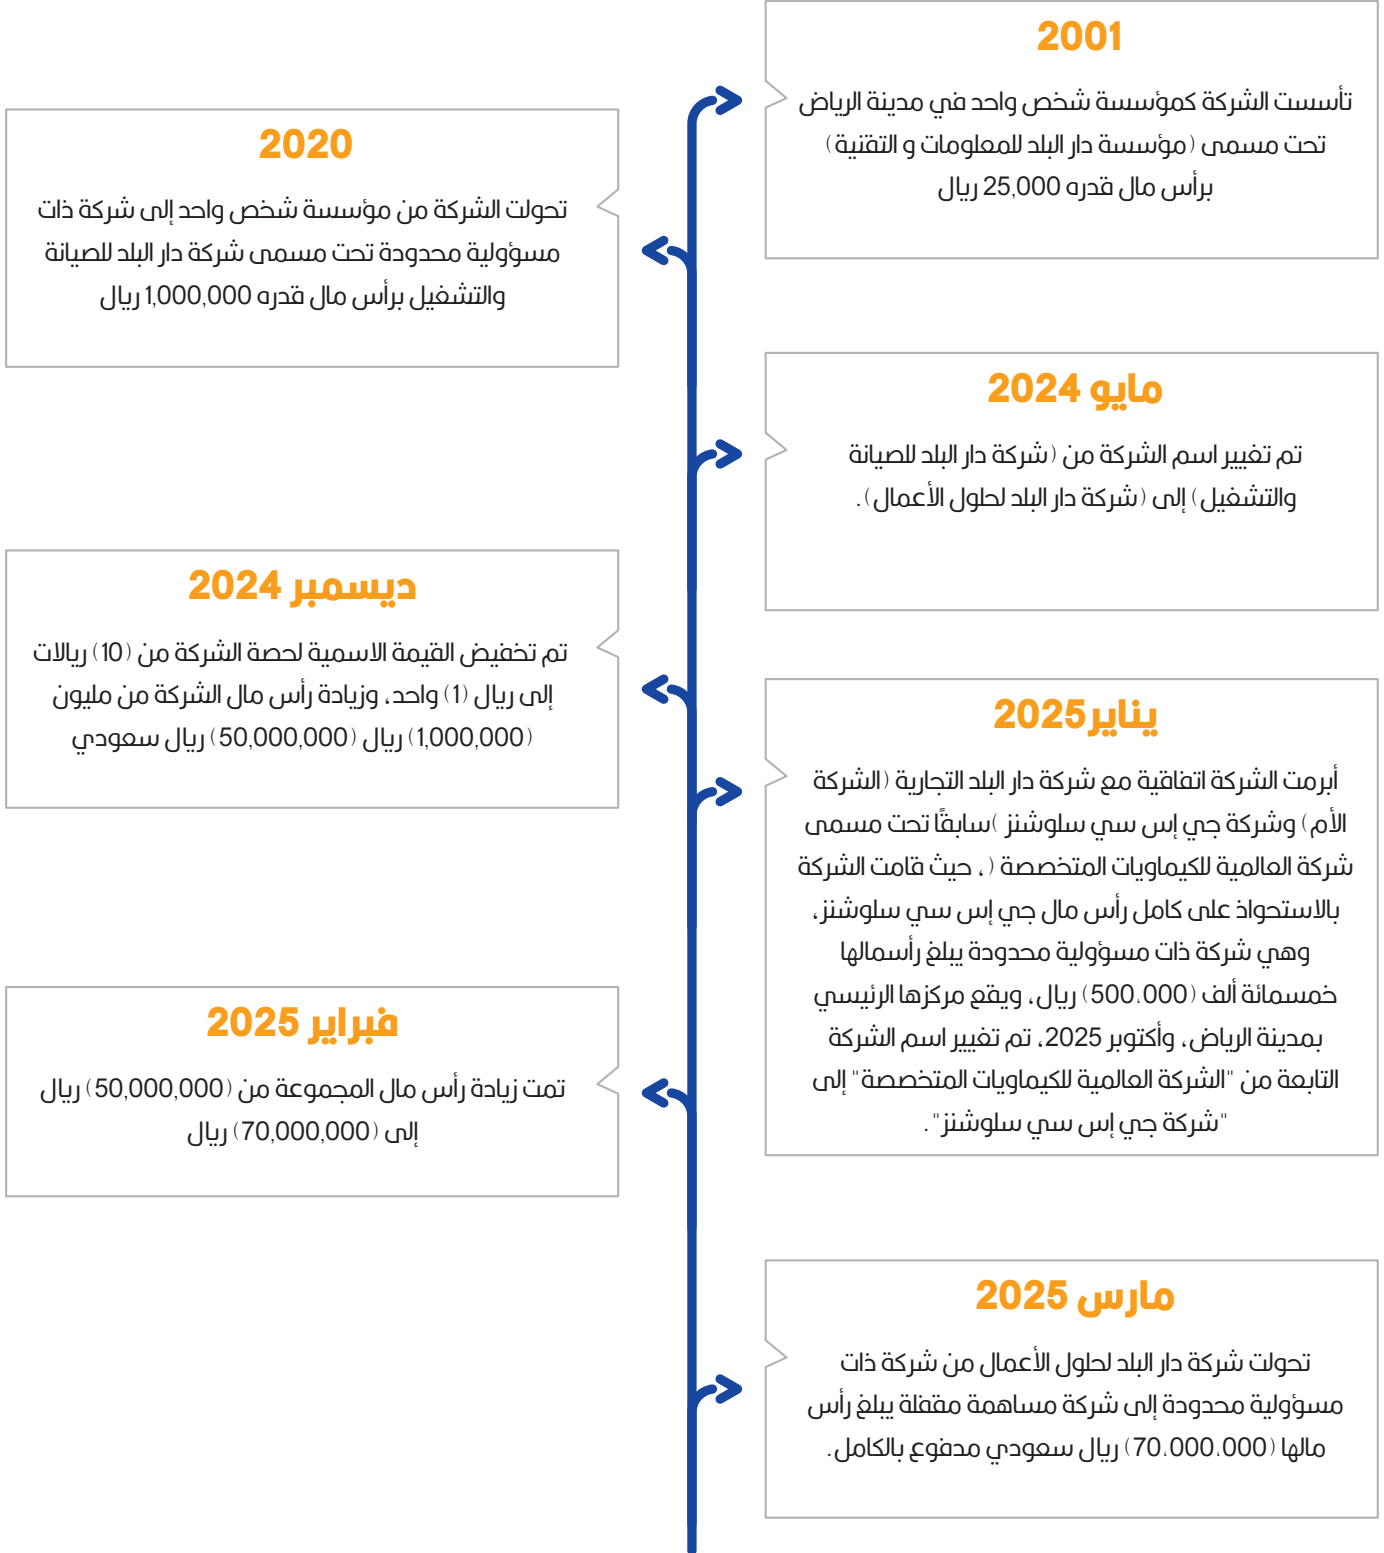 2001
تأسست الشركة كمؤسسة شخص واحد في مدينة الرياض
تحت مسمى (مؤسسة دار البلد للمعلومات و التقنية)
برأس مال قدره 25,000 ريال
2020
تحولت الشركة من مؤسسة شخص واحد إلى شركة ذات
مسؤولية محدودة تحت مسمى شركة دار البلد للصيانة
والتشغيل برأس مال قدره 1,000,000 ريال
مايو 2024
تم تغيير اسم الشركة من (شركة دار البلد للصيانة
والتشغيل) إلى (شركة دار البلد لحلول الأعمال).
ديسمبر 2024
تم تخفيض القيمة الاسمية لحصة الشركة من (10) ريالات
إلى ريال (1) واحد، وزيادة رأس مال الشركة من مليون
(1,000,000) ريال (50,000,000) ريال سعودي
يناير2025
أبرمت الشركة اتفاقية مع شركة دار البلد التجارية (الشركة
الأم) وشركة جي إس سي سلوشنز )سابقًا تحت مسمى
شركة العالمية للكيماويات المتخصصة (، حيث قامت الشركة
بالاستحواذ على كامل رأس مال جي إس سي سلوشنز،
وهي شركة ذات مسؤولية محدودة يبلغ رأسمالها
خمسمائة ألف (500،000) ريال، ويقع مركزها الرئيسي
بمدينة الرياض، وأكتوبر 2025، تم تغيير اسم الشركة
التابعة من "الشركة العالمية للكيماويات المتخصصة" إلى
"شركة جي إس سي سلوشنز".
فبراير 2025
تمت زيادة رأس مال المجموعة من (50,000,000) ريال
إلى (70,000,000) ريال
مارس 2025
تحولت شركة دار البلد لحلول الأعمال من شركة ذات
مسؤولية محدودة إلى شركة مساهمة مقفلة يبلغ رأس
مالها (70،000،000) ريال سعودي مدفوع بالكامل.